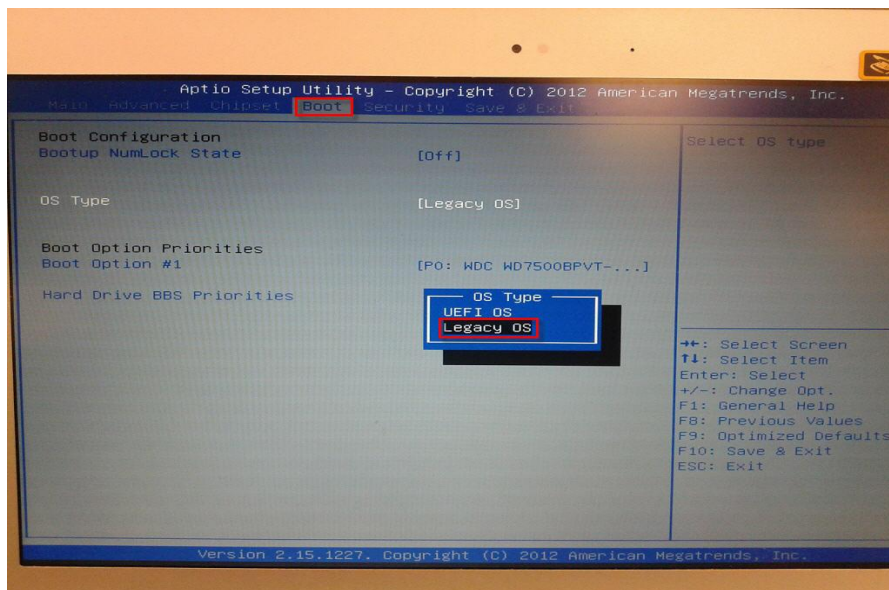 Aptio Setup Utility – Copyright (C) 2012 American Megatrends, Inc.
Main Advanced Chipset Boot Security Save & Exit
Boot Configuration
Bootup NumLock State [Off]
OS Type [Legacy OS]
Boot Option Priorities
Boot Option #1 [P0: WDC WD7500BPVT-...]
Hard Drive BBS Priorities
OS Type
UEFI OS
Legacy OS
Select OS type
→←: Select Screen
↑↓: Select Item
Enter: Select
+/-: Change Opt.
F1: General Help
F8: Previous Values
F9: Optimized Defaults
F10: Save & Exit
ESC: Exit
Version 2.15.1227. Copyright (C) 2012 American Megatrends, Inc.